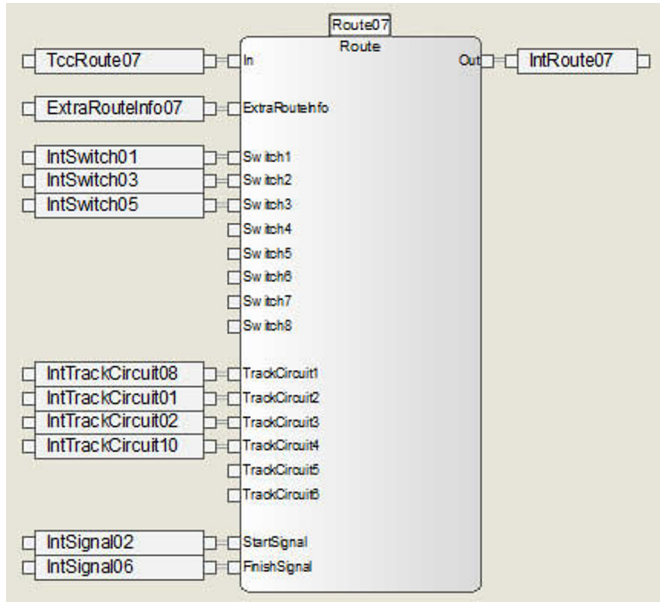 Route07
Route
TccRoute07 In Out IntRoute07
ExtraRouteInfo07 ExtraRouteInfo
IntSwitch01 Switch1
IntSwitch03 Switch2
IntSwitch05 Switch3
Switch4
Switch5
Switch6
Switch7
Switch8
IntTrackCircuit08 TrackCircuit1
IntTrackCircuit01 TrackCircuit2
IntTrackCircuit02 TrackCircuit3
IntTrackCircuit10 TrackCircuit4
TrackCircuit5
TrackCircuit6
IntSignal02 StartSignal
IntSignal06 FinishSignal